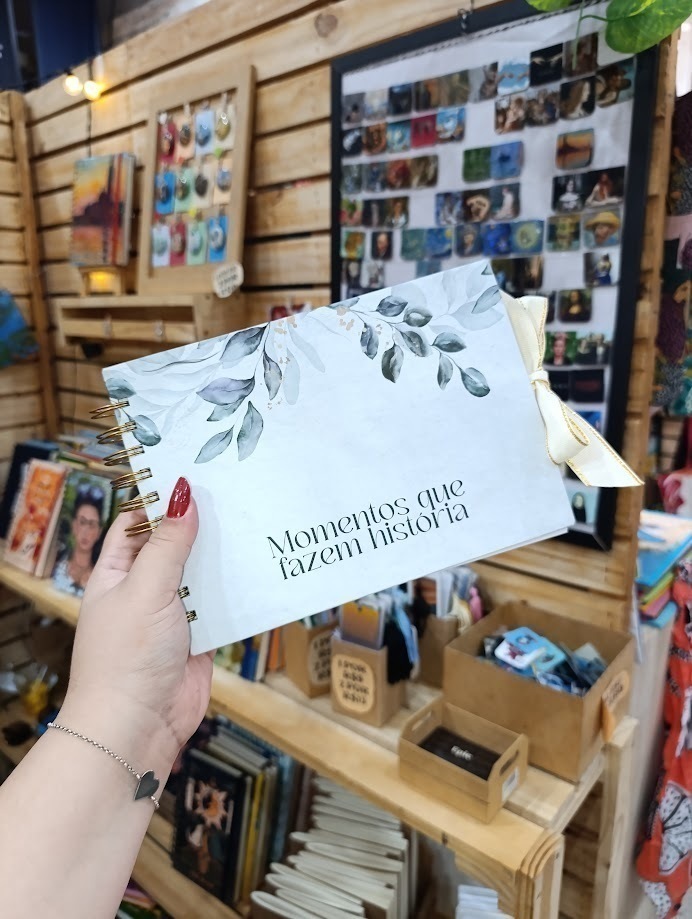 Momentos que
fazem história